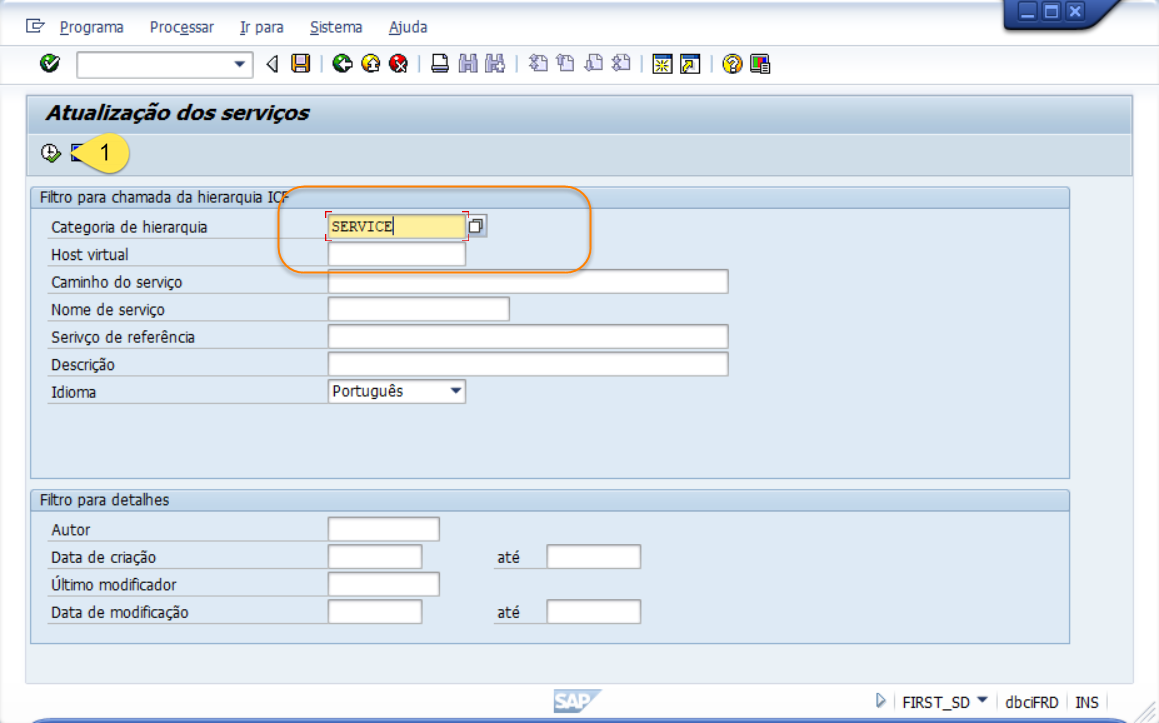 Programa Processar Ir para Sistema Ajuda
Atualização dos serviços
1
Filtro para chamada da hierarquia ICF
Categoria de hierarquia SERVICE
Host virtual
Caminho do serviço
Nome de serviço
Serivço de referência
Descrição
Idioma Português
Filtro para detalhes
Autor
Data de criação até
Último modificador
Data de modificação até
SAP FIRST_SD dbciFRD INS